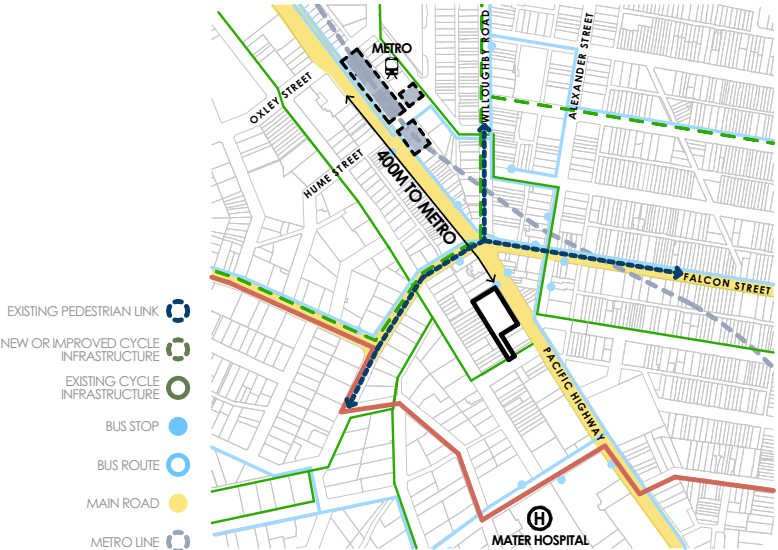 METRO
WILLOUGHBY ROAD
ALEXANDER STREET
OXLEY STREET
HUME STREET
400M TO METRO
FALCON STREET
PACIFIC HIGHWAY
EXISTING PEDESTRIAN LINK
NEW OR IMPROVED CYCLE
INFRASTRUCTURE
EXISTING CYCLE
INFRASTRUCTURE
BUS STOP
BUS ROUTE
MAIN ROAD
METRO LINE
H
MATER HOSPITAL